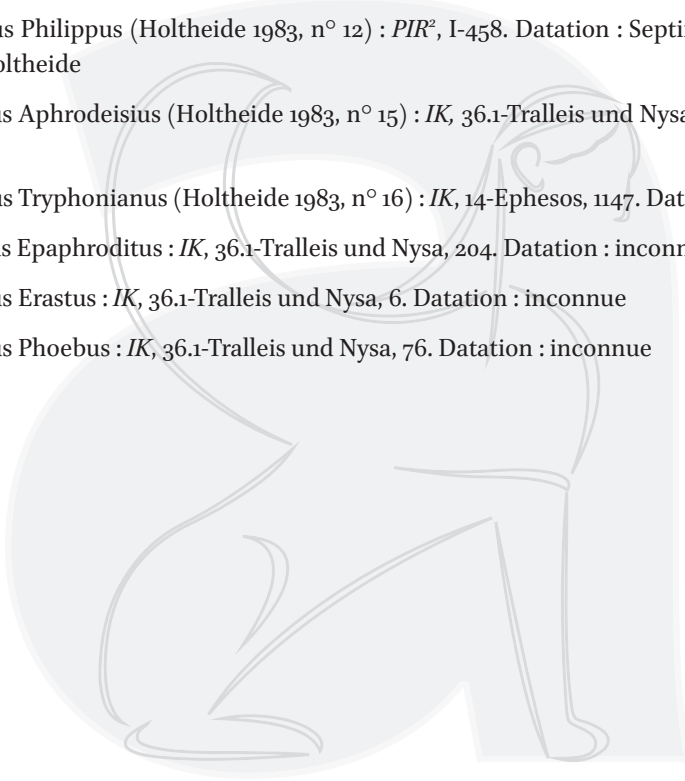 us Philippus (Holtheide 1983, n° 12) : PIR², I-458. Datation : Septi
oltheide
us Aphrodeisius (Holtheide 1983, n° 15) : IK, 36.1-Tralleis und Nysa
us Tryphonianus (Holtheide 1983, n° 16) : IK, 14-Ephesos, 1147. Dat
us Epaphroditus : IK, 36.1-Tralleis und Nysa, 204. Datation : inconn
us Erastus : IK, 36.1-Tralleis und Nysa, 6. Datation : inconnue
us Phoebus : IK, 36.1-Tralleis und Nysa, 76. Datation : inconnue